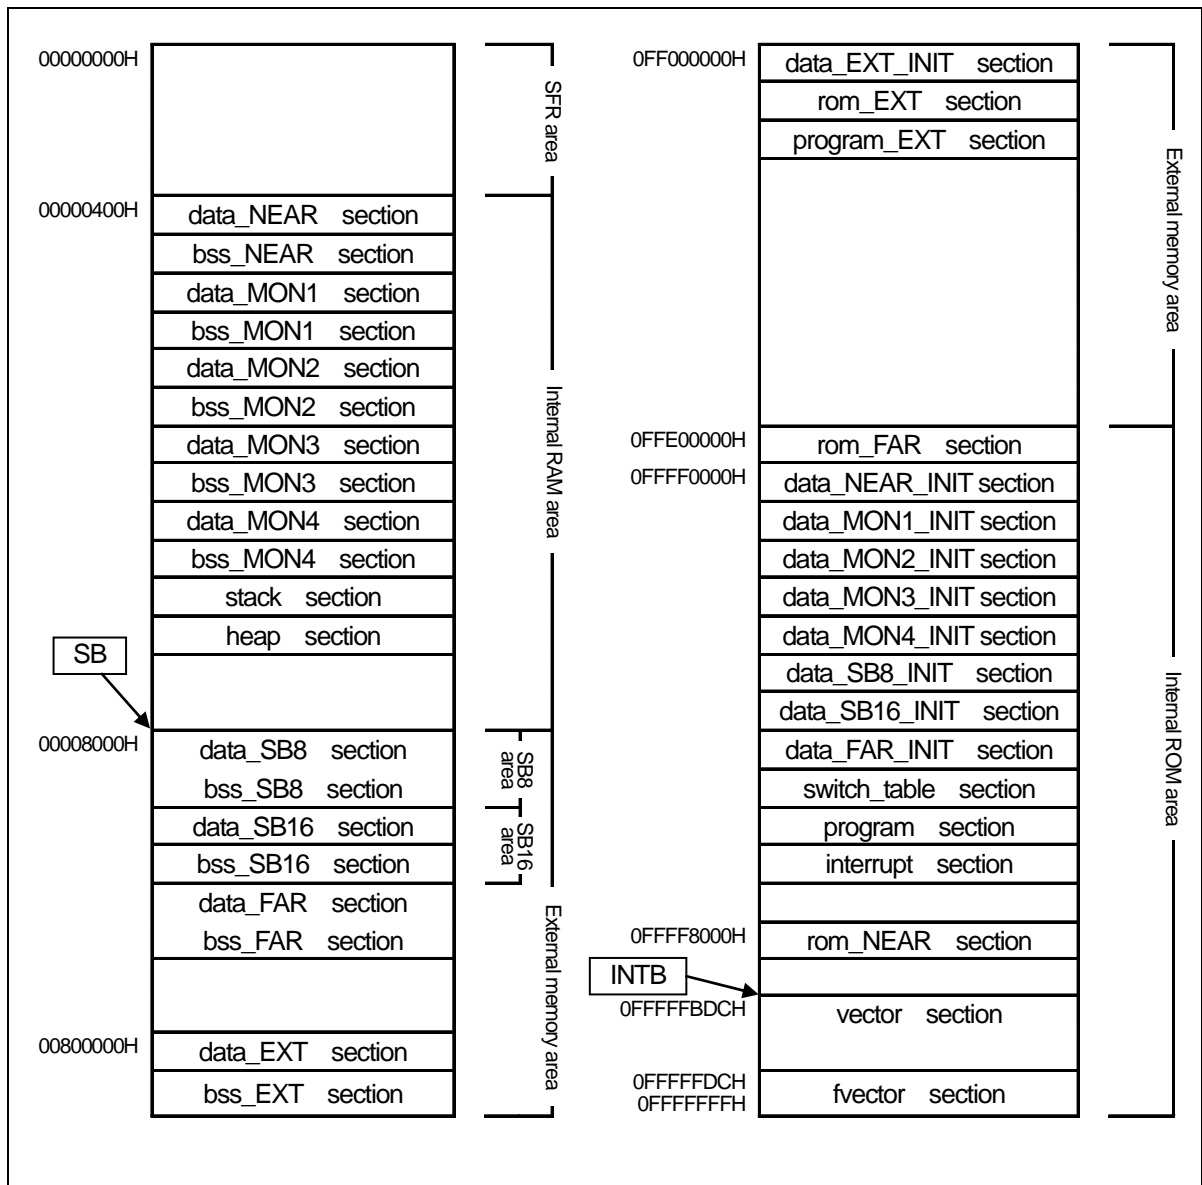 00000000H
SFR area
00000400H
data_NEAR section
bss_NEAR section
data_MON1 section
bss_MON1 section
data_MON2 section
bss_MON2 section
data_MON3 section
bss_MON3 section
data_MON4 section
bss_MON4 section
stack section
heap section
Internal RAM area
SB
00008000H
data_SB8 section
bss_SB8 section
SB8
area
data_SB16 section
bss_SB16 section
SB16
area
data_FAR section
bss_FAR section
00800000H
data_EXT section
bss_EXT section
External memory area
0FF000000H
data_EXT_INIT section
rom_EXT section
program_EXT section
External memory area
0FFE00000H
rom_FAR section
0FFFF0000H
data_NEAR_INIT section
data_MON1_INIT section
data_MON2_INIT section
data_MON3_INIT section
data_MON4_INIT section
data_SB8_INIT section
data_SB16_INIT section
data_FAR_INIT section
switch_table section
program section
interrupt section
0FFFF8000H
rom_NEAR section
INTB
0FFFFFBDCH
vector section
0FFFFFFDCH
0FFFFFFFFH
fvector section
Internal ROM area